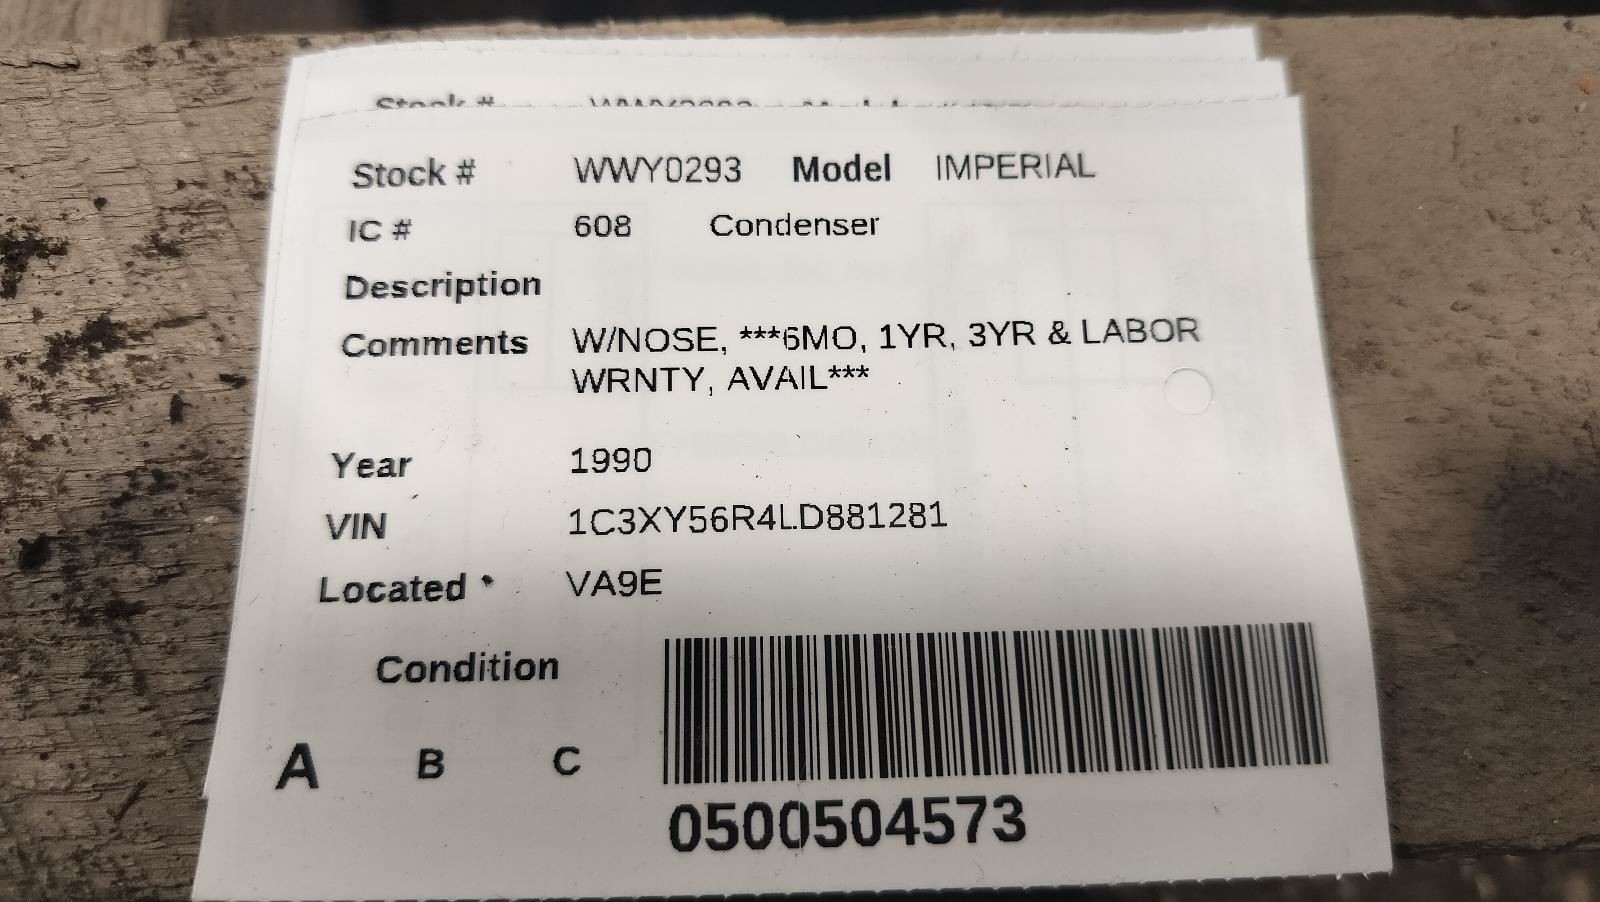 Stock # WWY0293 Model IMPERIAL
IC # 608 Condenser
Description
Comments W/NOSE, ***6MO, 1YR, 3YR & LABOR
WRNTY, AVAIL***
Year 1990
VIN 1C3XY56R4LD881281
Located * VA9E
Condition
A B C
0500504573